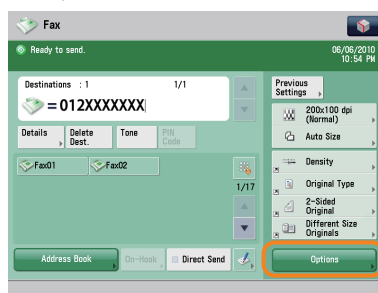 Fax
Ready to send.
06/06/2010
10:54 PM
Destinations : 1 1/1
=012XXXXXXX
Details
Delete
Dest.
Tone
PIN
Code
Fax01
Fax02
1/17
Address Book
On-Hook
Direct Send
Previous
Settings
200x100 dpi
(Normal)
Auto Size
Density
Original Type
2-Sided
Original
Different Size
Originals
Options